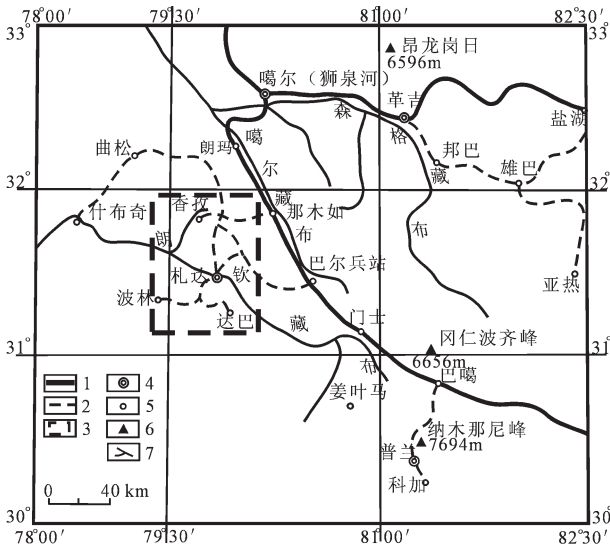 78°00′ 79°30′ 81°00′ 82°30′
33° 33°
昂龙岗日
6596m
噶尔（狮泉河）
革吉
森
格
藏
布
盐湖
曲松
朗玛
噶
尔
藏
布
邦巴
雄巴
32° 32°
什布奇
香孜
那木如
朗
钦
藏
布
札达
巴尔兵站
亚热
波林
达巴
门士
冈仁波齐峰
6656m
31° 31°
巴噶
姜叶马
纳木那尼峰
7694m
普兰
科加
1 4
2 5
3 6
7
0 40 km
30° 30°
78°00′ 79°30′ 81°00′ 82°30′